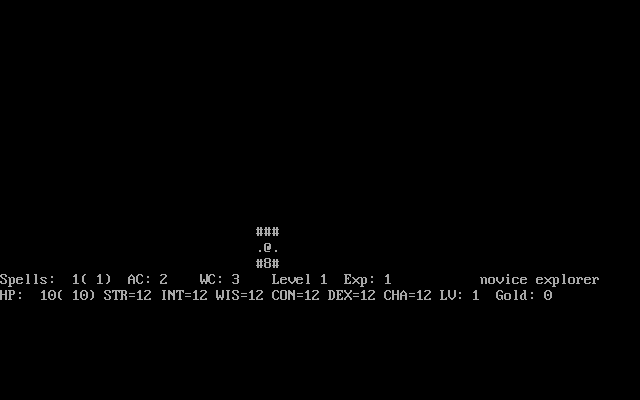 ###
.@.
#8#
Spells:  1( 1)  AC: 2    WC: 3    Level 1  Exp: 1           novice explorer
HP:  10( 10) STR=12 INT=12 WIS=12 CON=12 DEX=12 CHA=12 LV: 1  Gold: 0